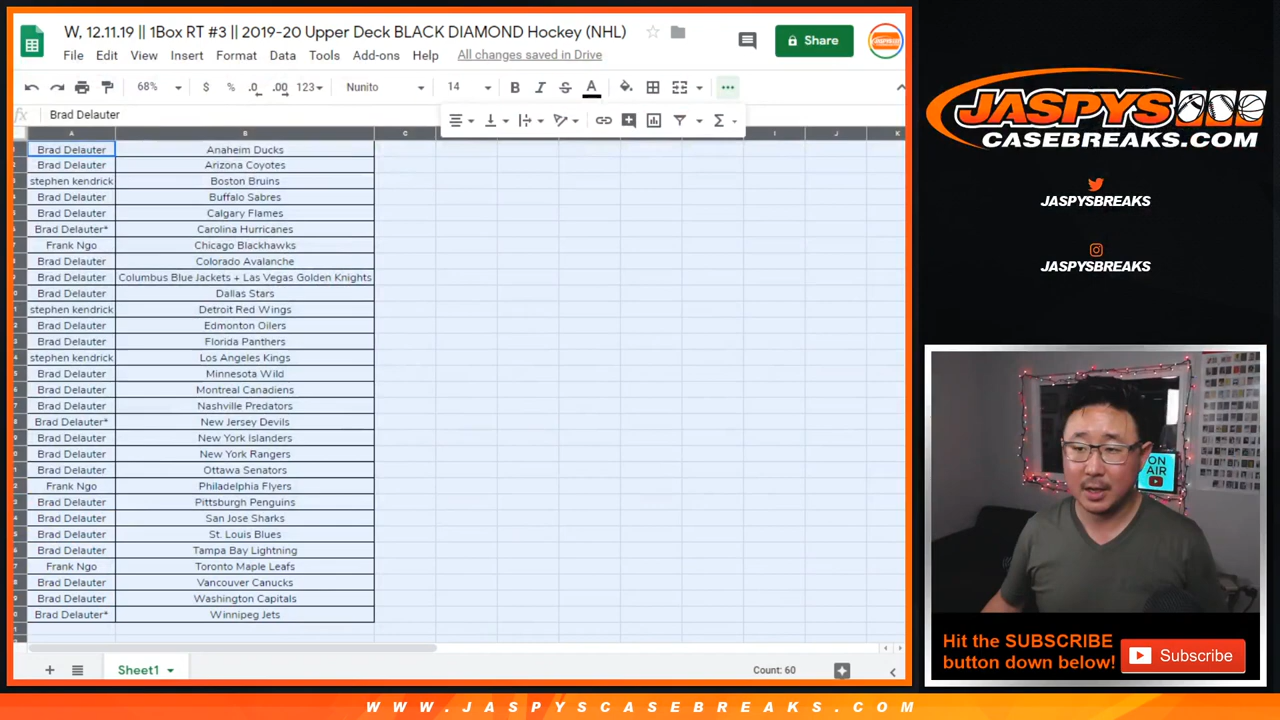 W, 12.11.19 || 1Box RT #3 || 2019-20 Upper Deck BLACK DIAMOND Hockey (NHL)
File Edit View Insert Format Data Tools Add-ons Help All changes saved in Drive
Share
68% $ % .0 .00 123 Nunito 14 B I S A
fx Brad Delauter
A B C I J K
Brad Delauter Anaheim Ducks
Brad Delauter Arizona Coyotes
stephen kendrick Boston Bruins
Brad Delauter Buffalo Sabres
Brad Delauter Calgary Flames
Brad Delauter* Carolina Hurricanes
Frank Ngo Chicago Blackhawks
Brad Delauter Colorado Avalanche
Brad Delauter Columbus Blue Jackets + Las Vegas Golden Knights
Brad Delauter Dallas Stars
stephen kendrick Detroit Red Wings
Brad Delauter Edmonton Oilers
Brad Delauter Florida Panthers
stephen kendrick Los Angeles Kings
Brad Delauter Minnesota Wild
Brad Delauter Montreal Canadiens
Brad Delauter Nashville Predators
Brad Delauter* New Jersey Devils
Brad Delauter New York Islanders
Brad Delauter New York Rangers
Brad Delauter Ottawa Senators
Frank Ngo Philadelphia Flyers
Brad Delauter Pittsburgh Penguins
Brad Delauter San Jose Sharks
Brad Delauter St. Louis Blues
Brad Delauter Tampa Bay Lightning
Frank Ngo Toronto Maple Leafs
Brad Delauter Vancouver Canucks
Brad Delauter Washington Capitals
Brad Delauter* Winnipeg Jets
Sheet1
Count: 60
JASPYS
CASEBREAKS.COM
JASPYSBREAKS
JASPYSBREAKS
ON
AIR
Hit the SUBSCRIBE
button down below!
Subscribe
WWW.JASPYSCASEBREAKS.COM